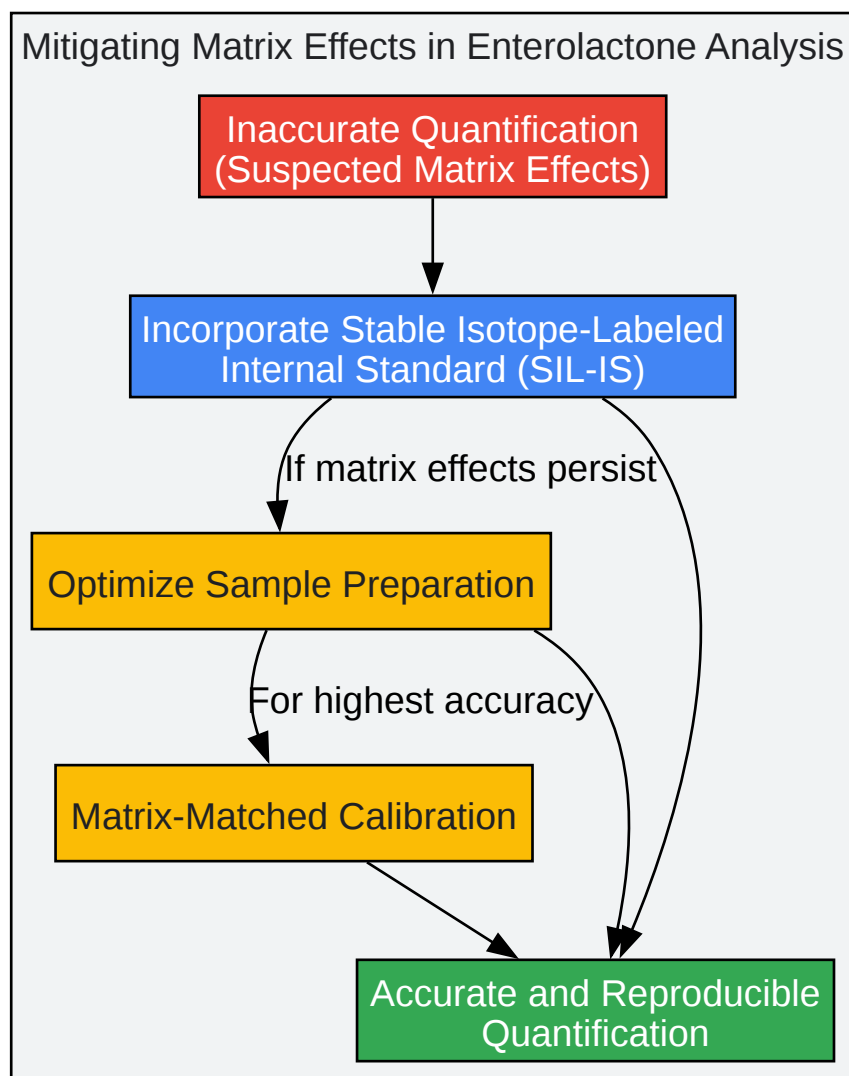 Mitigating Matrix Effects in Enterolactone Analysis
Inaccurate Quantification
(Suspected Matrix Effects)
Incorporate Stable Isotope-Labeled
Internal Standard (SIL-IS)
If matrix effects persist
Optimize Sample Preparation
For highest accuracy
Matrix-Matched Calibration
Accurate and Reproducible
Quantification